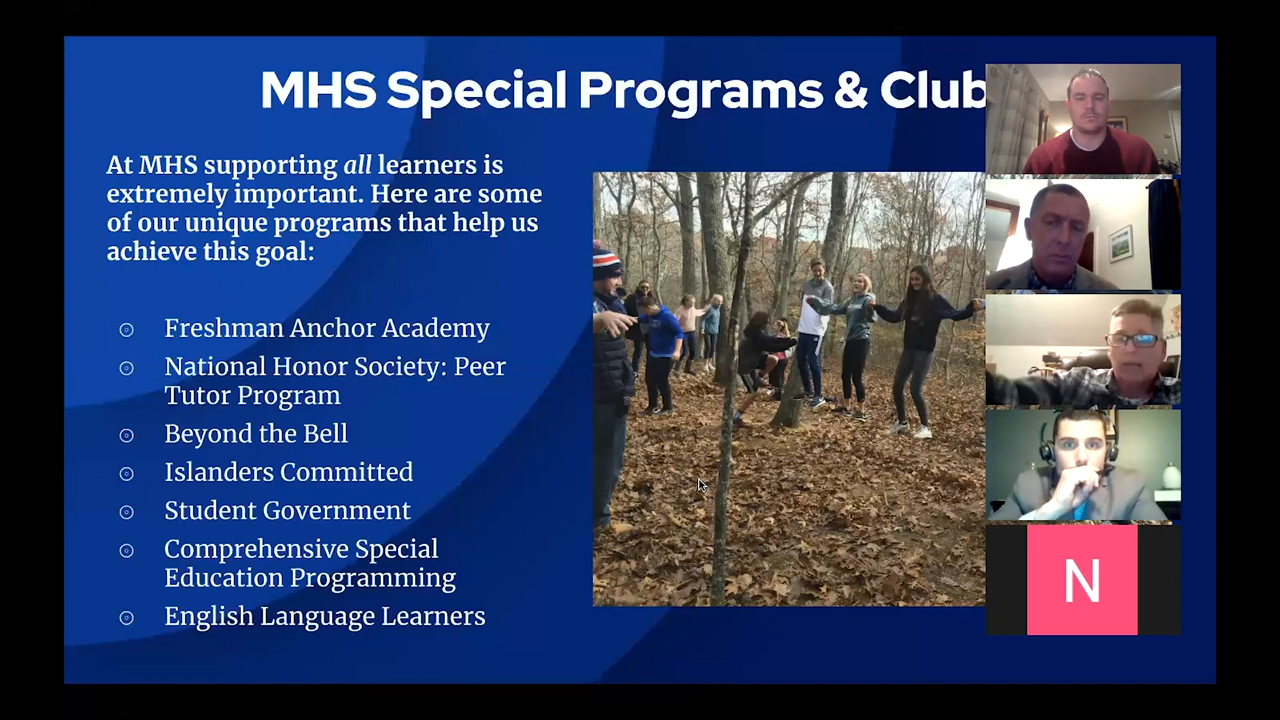 MHS Special Programs & Club
At MHS supporting all learners is
extremely important. Here are some
of our unique programs that help us
achieve this goal:
Freshman Anchor Academy
National Honor Society: Peer
Tutor Program
Beyond the Bell
Islanders Committed
Student Government
Comprehensive Special
Education Programming
English Language Learners
N